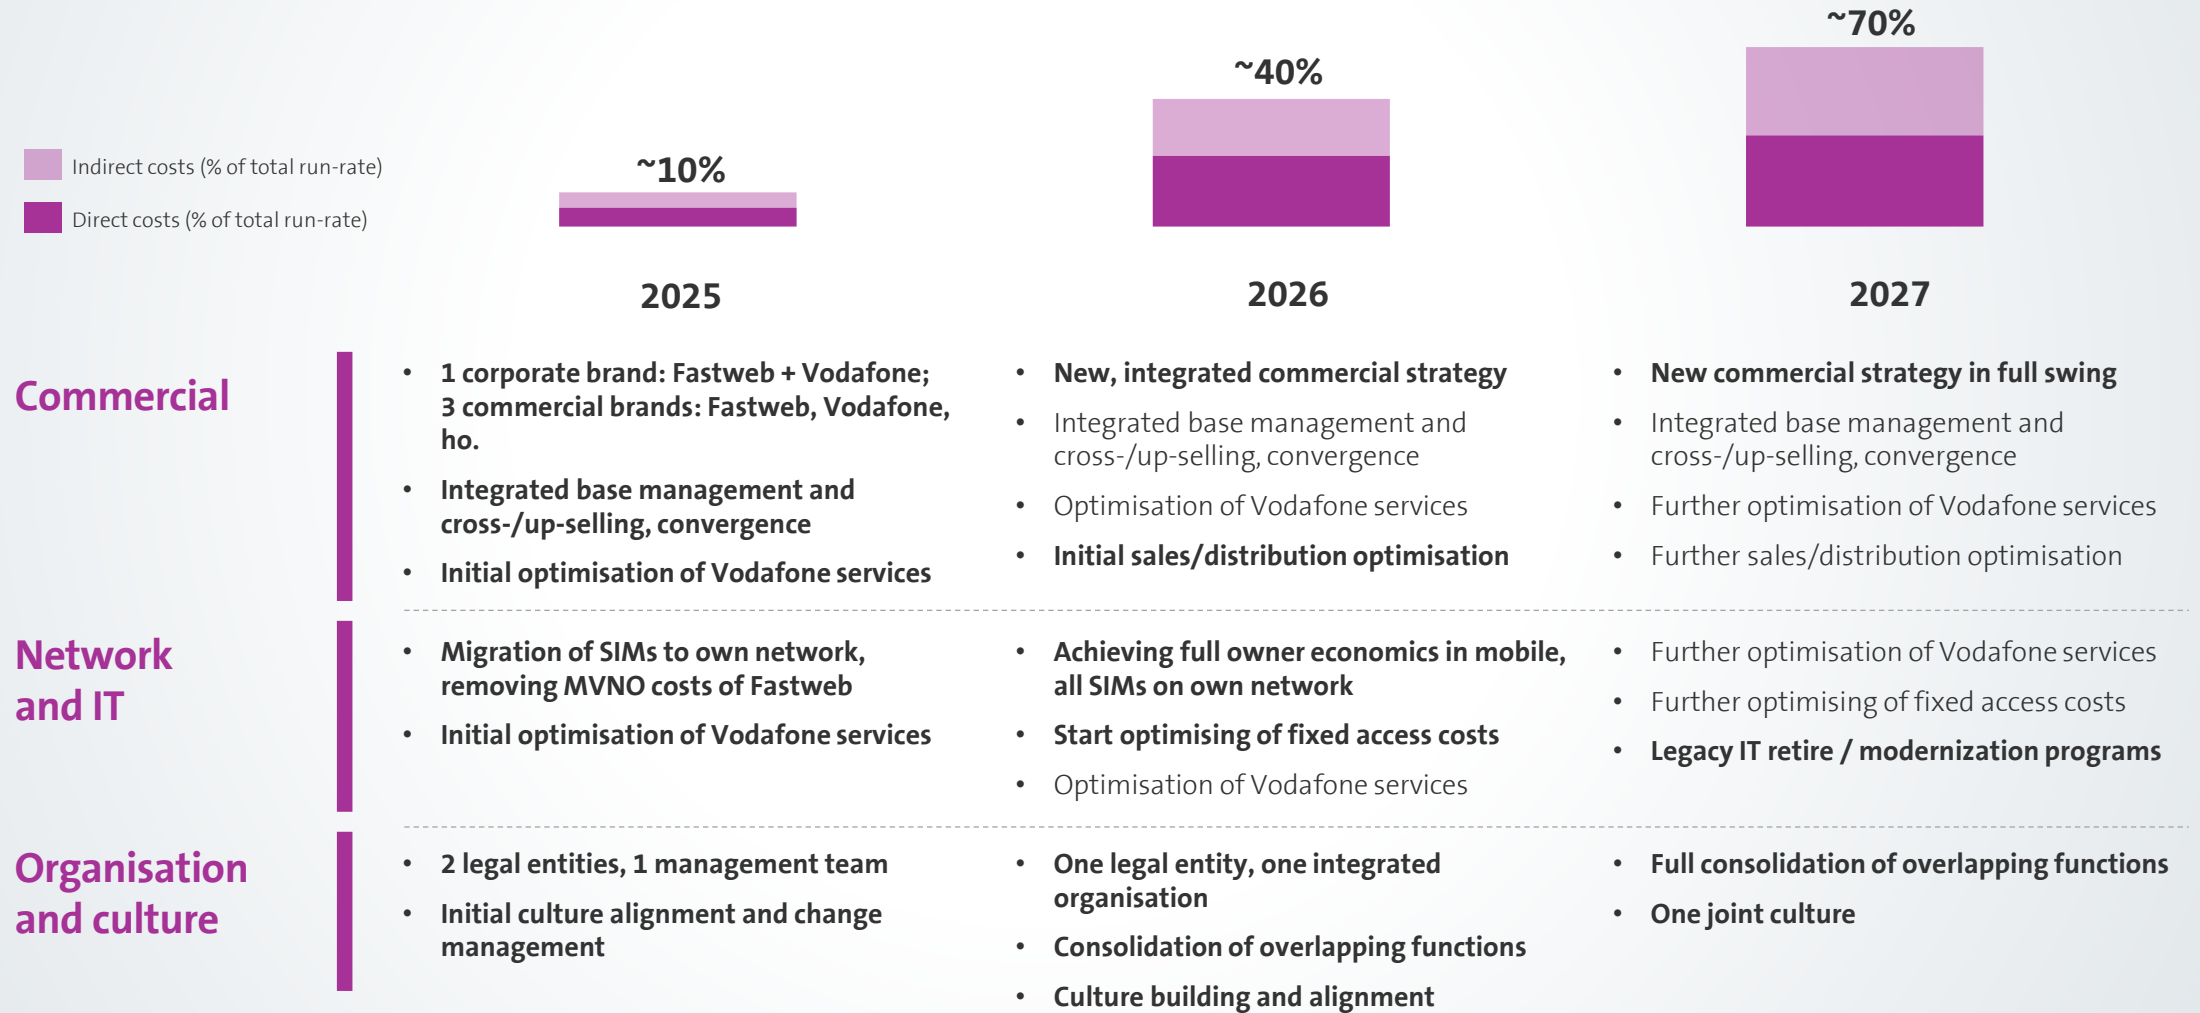 ~70%
~40%
~10%
Indirect costs (% of total run-rate)
Direct costs (% of total run-rate)
2025
2026
2027
Commercial
• 1 corporate brand: Fastweb + Vodafone;
3 commercial brands: Fastweb, Vodafone,
ho.
• Integrated base management and
cross-/up-selling, convergence
• Initial optimisation of Vodafone services
• New, integrated commercial strategy
• Integrated base management and
cross-/up-selling, convergence
• Optimisation of Vodafone services
• Initial sales/distribution optimisation
• New commercial strategy in full swing
• Integrated base management and
cross-/up-selling, convergence
• Further optimisation of Vodafone services
• Further sales/distribution optimisation
Network
and IT
• Migration of SIMs to own network,
removing MVNO costs of Fastweb
• Initial optimisation of Vodafone services
• Achieving full owner economics in mobile,
all SIMs on own network
• Start optimising of fixed access costs
• Optimisation of Vodafone services
• Further optimisation of Vodafone services
• Further optimising of fixed access costs
• Legacy IT retire / modernization programs
Organisation
and culture
• 2 legal entities, 1 management team
• Initial culture alignment and change
management
• One legal entity, one integrated
organisation
• Consolidation of overlapping functions
• Culture building and alignment
• Full consolidation of overlapping functions
• One joint culture